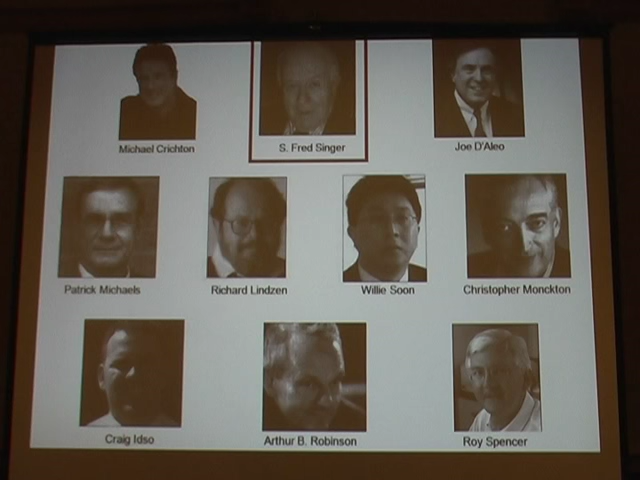 Michael Crichton
S. Fred Singer
Joe D'Aleo
Patrick Michaels
Richard Lindzen
Willie Soon
Christopher Monckton
Craig Idso
Arthur B. Robinson
Roy Spencer